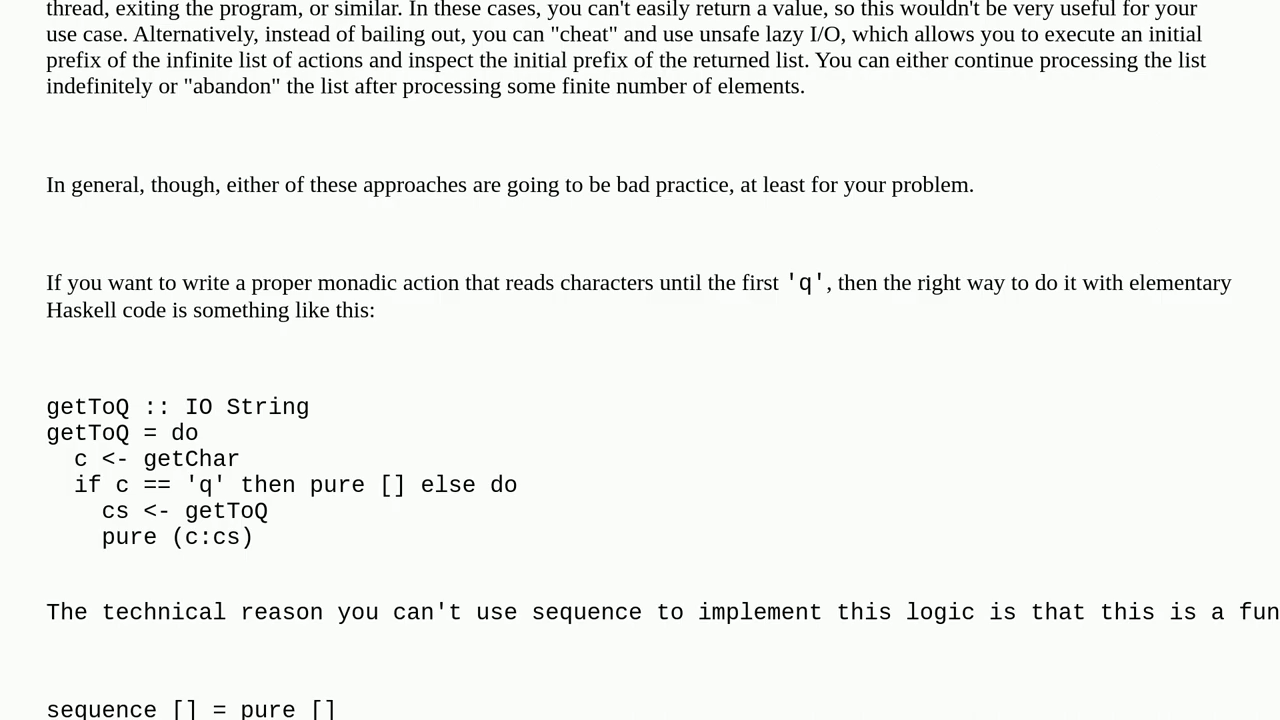 thread, exiting the program, or similar. In these cases, you can't easily return a value, so this wouldn't be very useful for your
use case. Alternatively, instead of bailing out, you can "cheat" and use unsafe lazy I/O, which allows you to execute an initial
prefix of the infinite list of actions and inspect the initial prefix of the returned list. You can either continue processing the list
indefinitely or "abandon" the list after processing some finite number of elements.
In general, though, either of these approaches are going to be bad practice, at least for your problem.
If you want to write a proper monadic action that reads characters until the first 'q', then the right way to do it with elementary
Haskell code is something like this:
getToQ :: IO String
getToQ = do
  c <- getChar
  if c == 'q' then pure [] else do
    cs <- getToQ
    pure (c:cs)
The technical reason you can't use sequence to implement this logic is that this is a fun
sequence [] = pure []